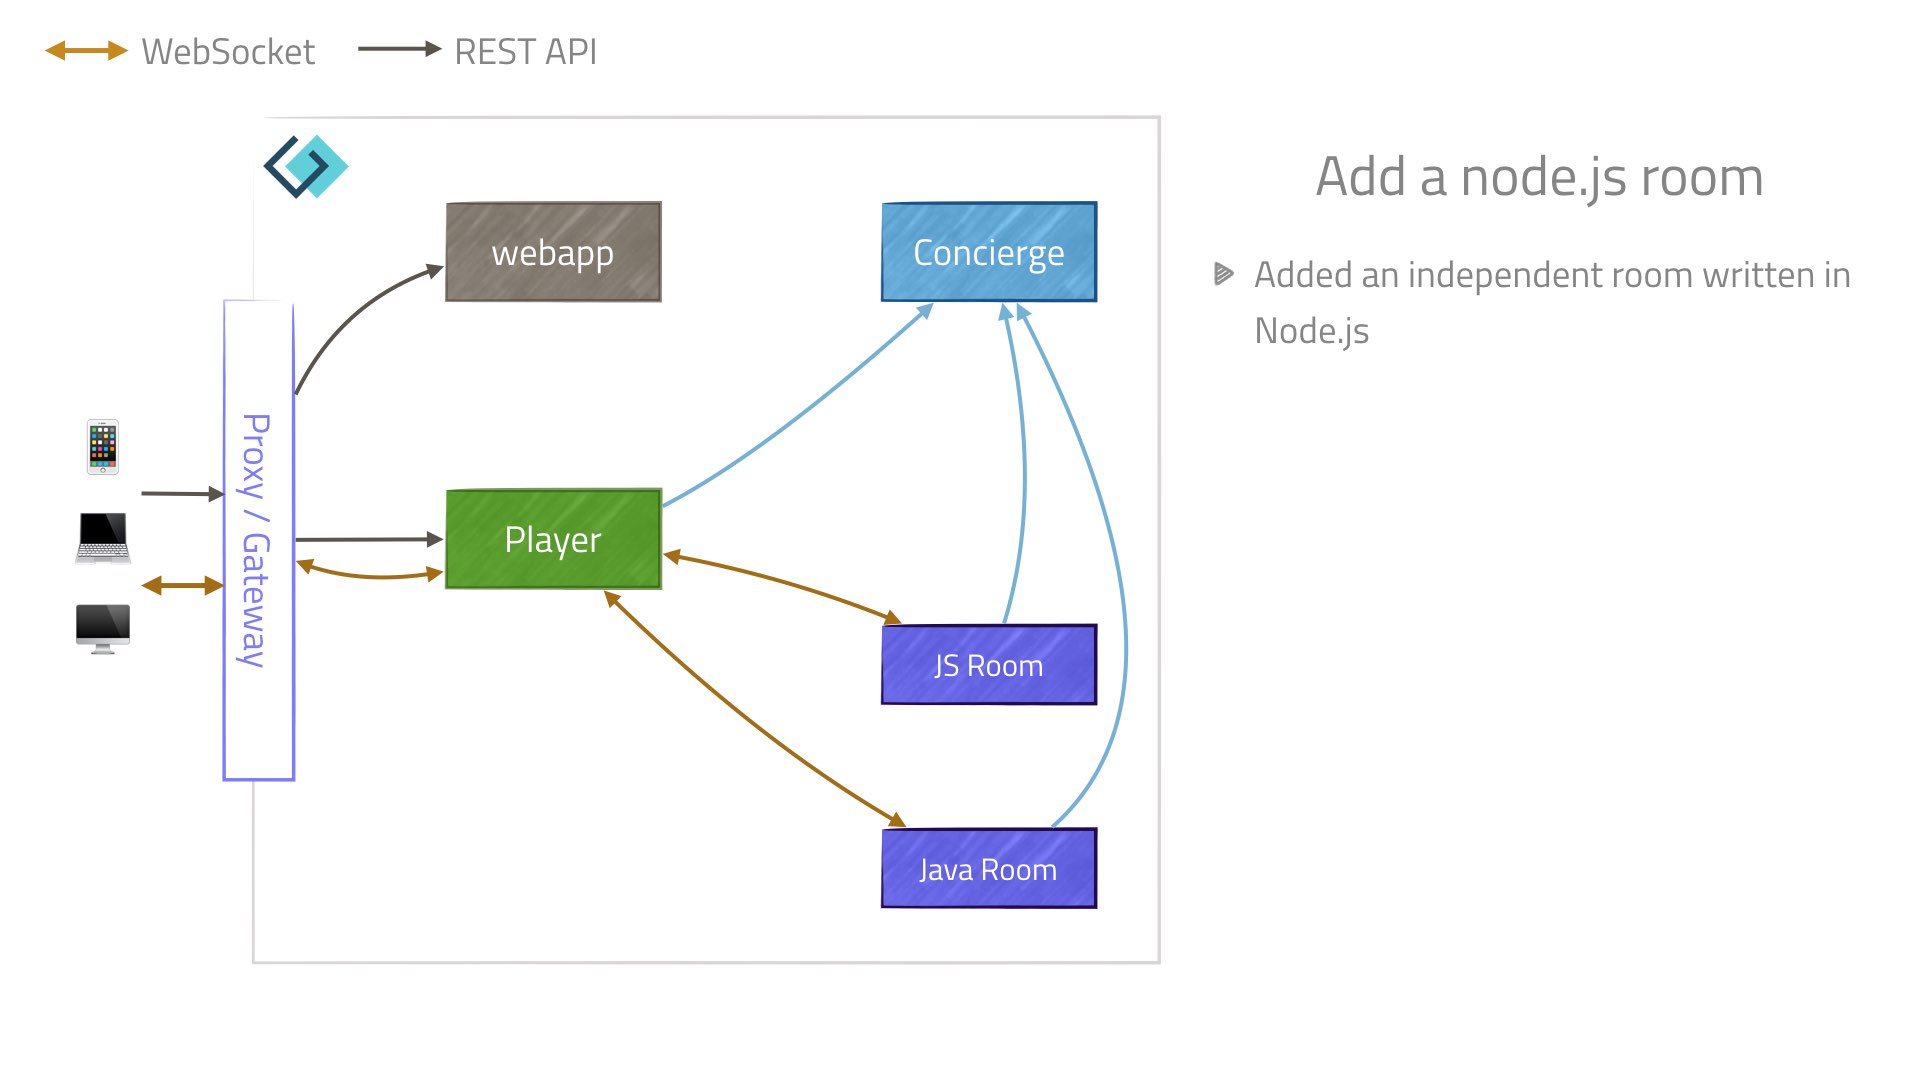 WebSocket
REST API
Add a node.js room
Added an independent room written in
Node.js
webapp
Concierge
Proxy / Gateway
Player
JS Room
Java Room